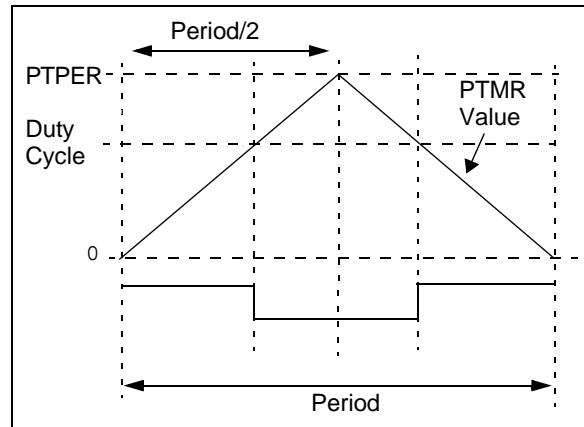 Period/2
PTPER
PTMR
Value
Duty
Cycle
0
Period